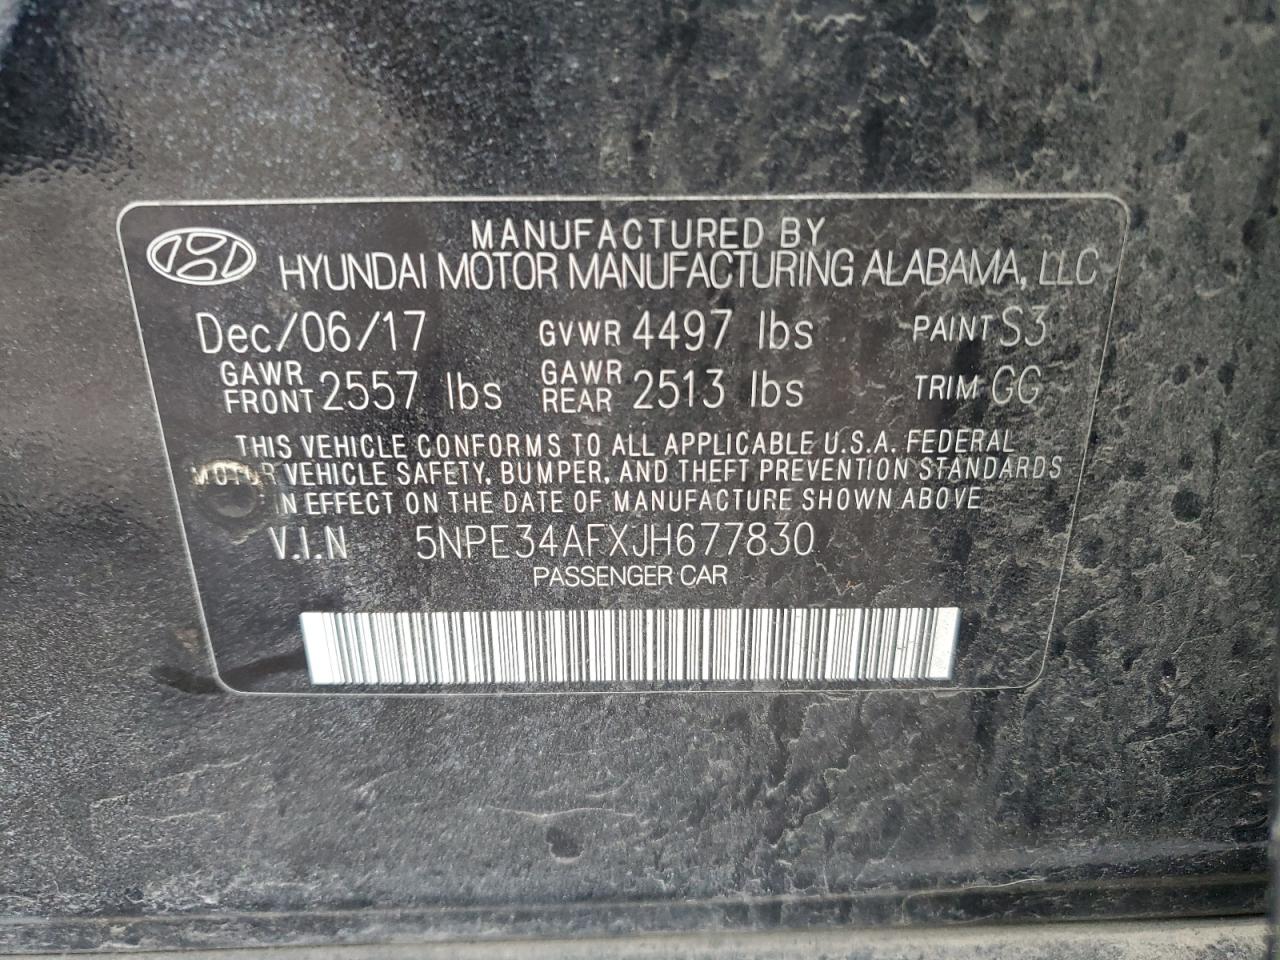 MANUFACTURED BY
HYUNDAI MOTOR MANUFACTURING ALABAMA, LLC
Dec/06/17 GVWR 4497 lbs PAINT S3
GAWR FRONT 2557 lbs GAWR REAR 2513 lbs TRIM GG
THIS VEHICLE CONFORMS TO ALL APPLICABLE U.S.A. FEDERAL
MOTOR VEHICLE SAFETY, BUMPER, AND THEFT PREVENTION STANDARDS
IN EFFECT ON THE DATE OF MANUFACTURE SHOWN ABOVE
V.I.N 5NPE34AFXJH677830
PASSENGER CAR